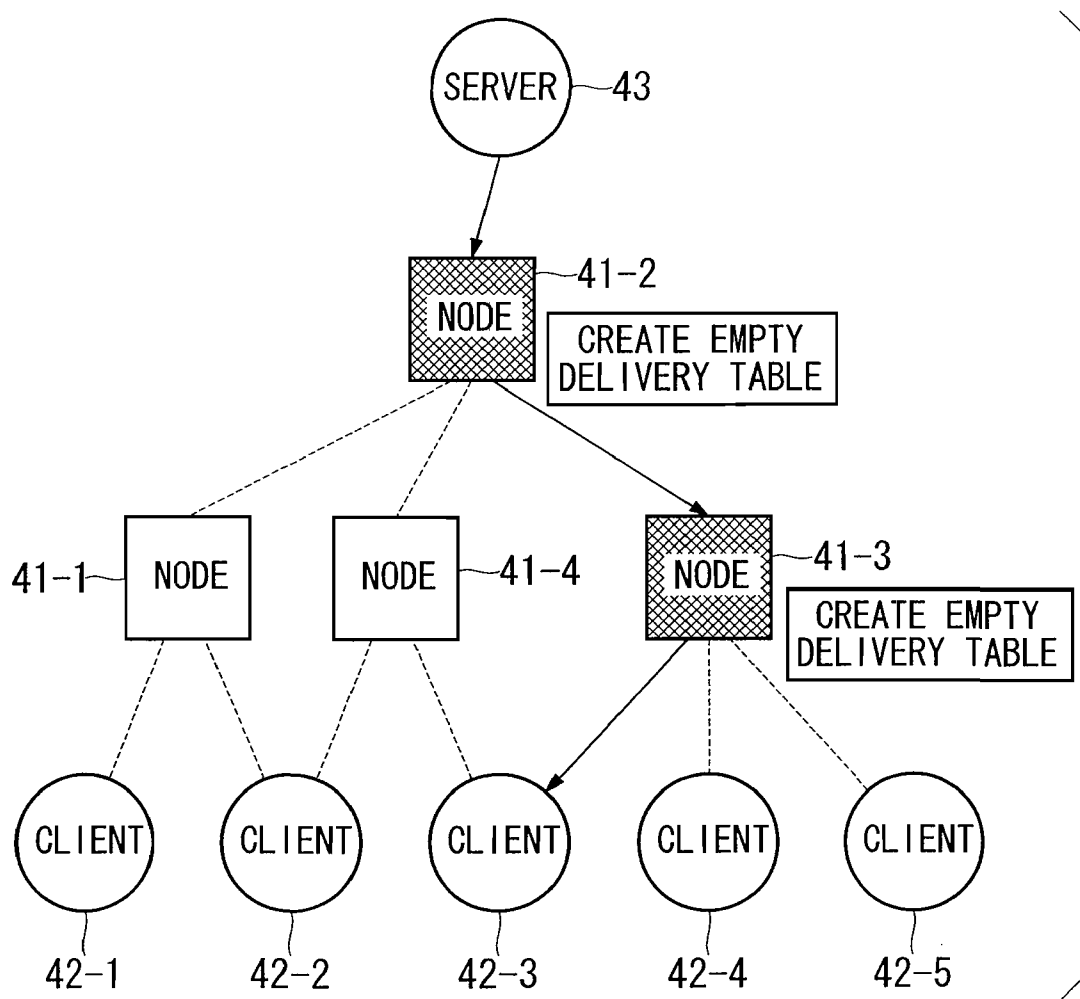 SERVER
43
41-2
NODE
CREATE EMPTY
DELIVERY TABLE
41-1
NODE
NODE
41-4
NODE
41-3
CREATE EMPTY
DELIVERY TABLE
CLIENT
CLIENT
CLIENT
CLIENT
CLIENT
42-1
42-2
42-3
42-4
42-5